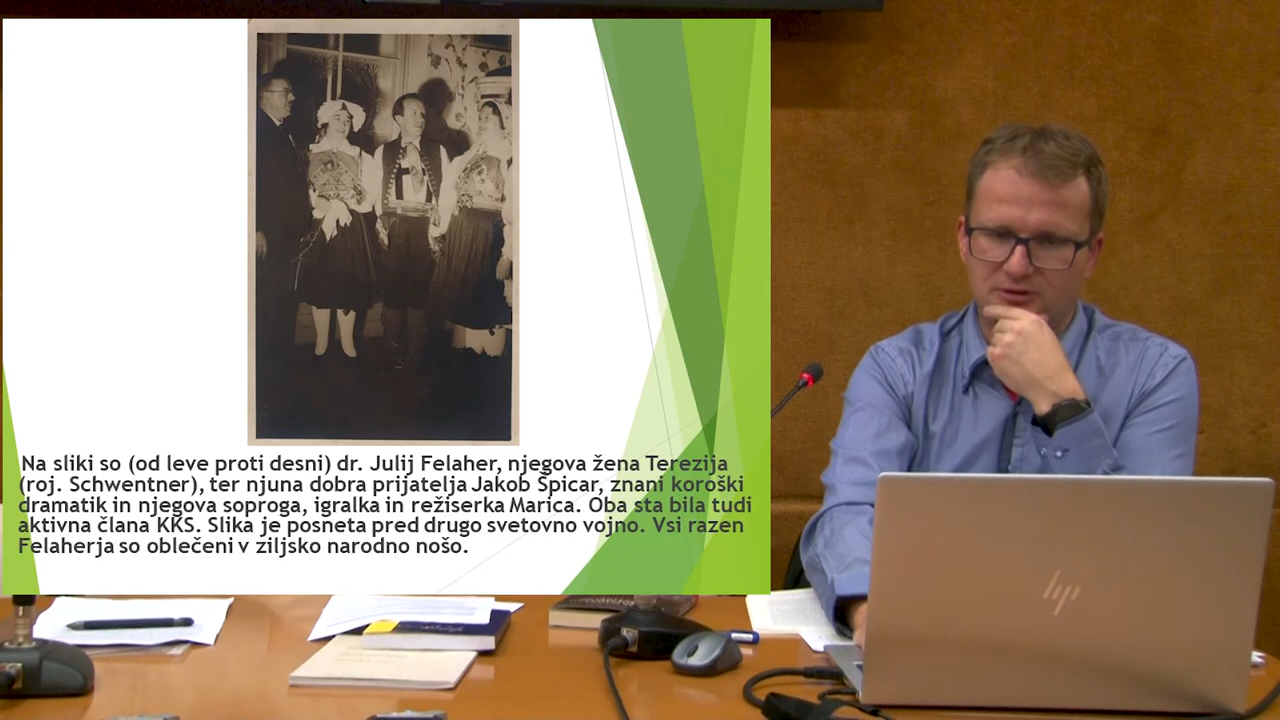 Na sliki so (od leve proti desni) dr. Julij Felaher, njegova žena Terezija
(roj. Schwentner), ter njuna dobra prijatelja Jakob Špicar, znani koroški
dramatik in njegova soproga, igralka in režiserka Marica. Oba sta bila tudi
aktivna člana KKS. Slika je posneta pred drugo svetovno vojno. Vsi razen
Felaherja so oblečeni v ziljsko narodno nošo.
hp